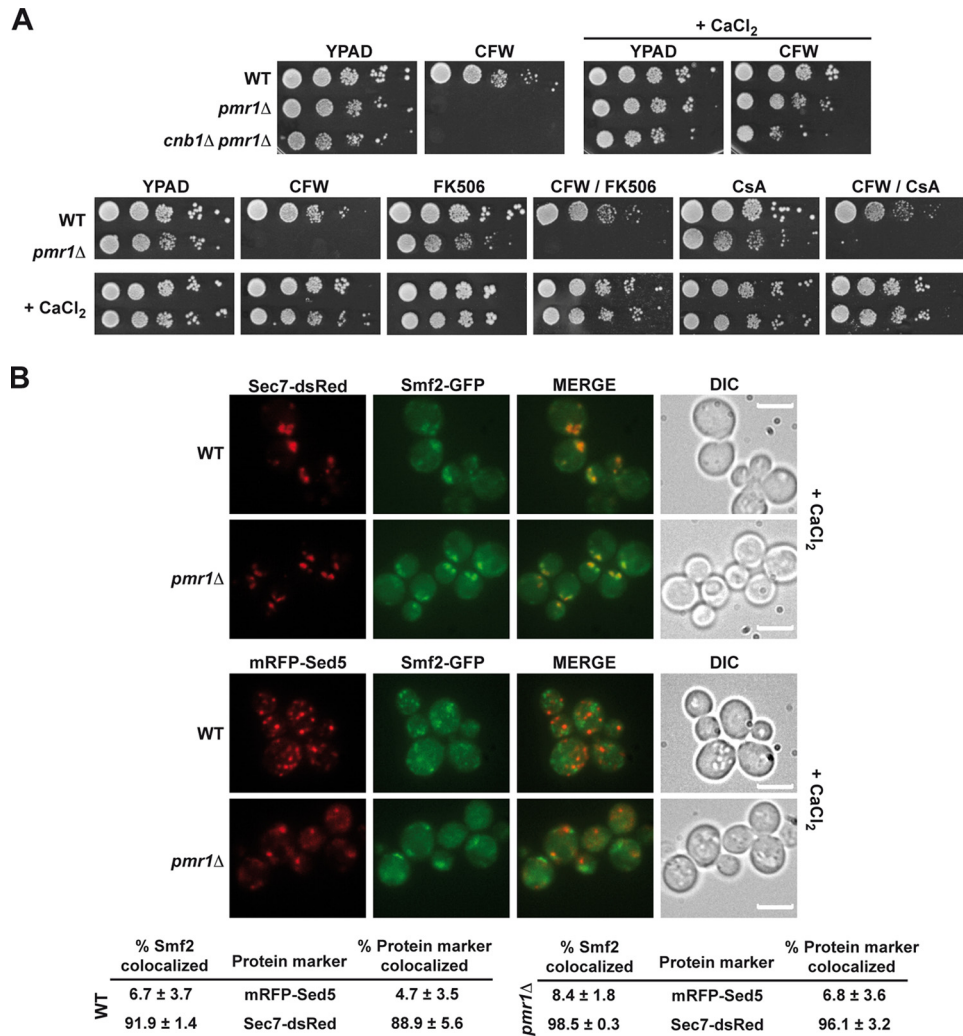 A
+ CaCl2
YPAD CFW YPAD CFW
WT
pmr1Δ
cnb1Δ pmr1Δ
YPAD CFW FK506 CFW / FK506 CsA CFW / CsA
WT
pmr1Δ
+ CaCl2
B
Sec7-dsRed Smf2-GFP MERGE DIC
WT
pmr1Δ
+ CaCl2
mRFP-Sed5 Smf2-GFP MERGE DIC
WT
pmr1Δ
+ CaCl2
WT
% Smf2 colocalized Protein marker % Protein marker colocalized
6.7 ± 3.7 mRFP-Sed5 4.7 ± 3.5
91.9 ± 1.4 Sec7-dsRed 88.9 ± 5.6
pmr1Δ
% Smf2 colocalized Protein marker % Protein marker colocalized
8.4 ± 1.8 mRFP-Sed5 6.8 ± 3.6
98.5 ± 0.3 Sec7-dsRed 96.1 ± 3.2